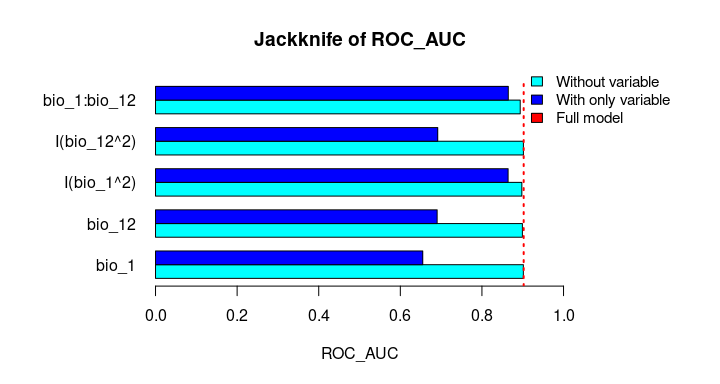 Jackknife of ROC_AUC
Without variable
With only variable
Full model
bio_1:bio_12
I(bio_12^2)
I(bio_1^2)
bio_12
bio_1
0.0 0.2 0.4 0.6 0.8 1.0
ROC_AUC